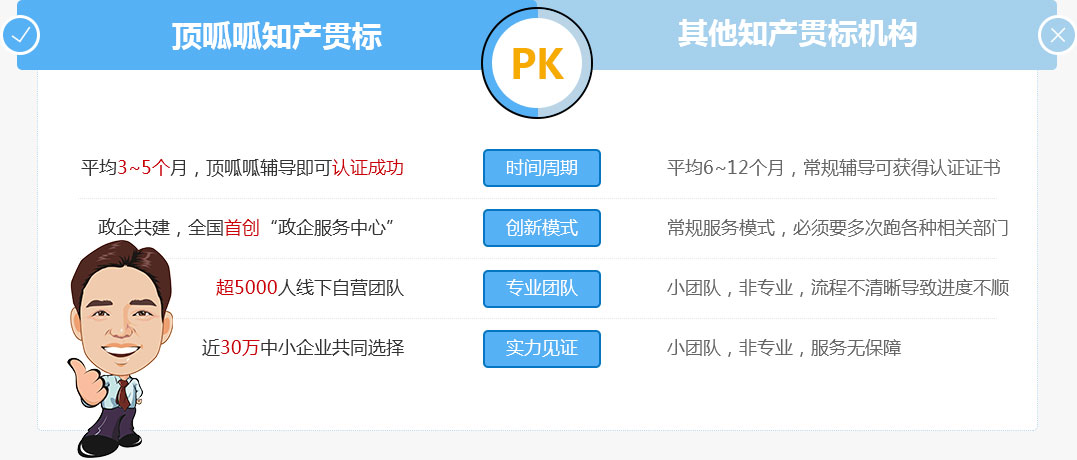 顶呱呱知产贯标
PK
其他知产贯标机构
平均3~5个月，顶呱呱辅导即可认证成功
时间周期
平均6~12个月，常规辅导可获得认证证书
政企共建，全国首创“政企服务中心”
创新模式
常规服务模式，必须要多次跑各种相关部门
超5000人线下自营团队
专业团队
小团队，非专业，流程不清晰导致进度不顺
近30万中小企业共同选择
实力见证
小团队，非专业，服务无保障